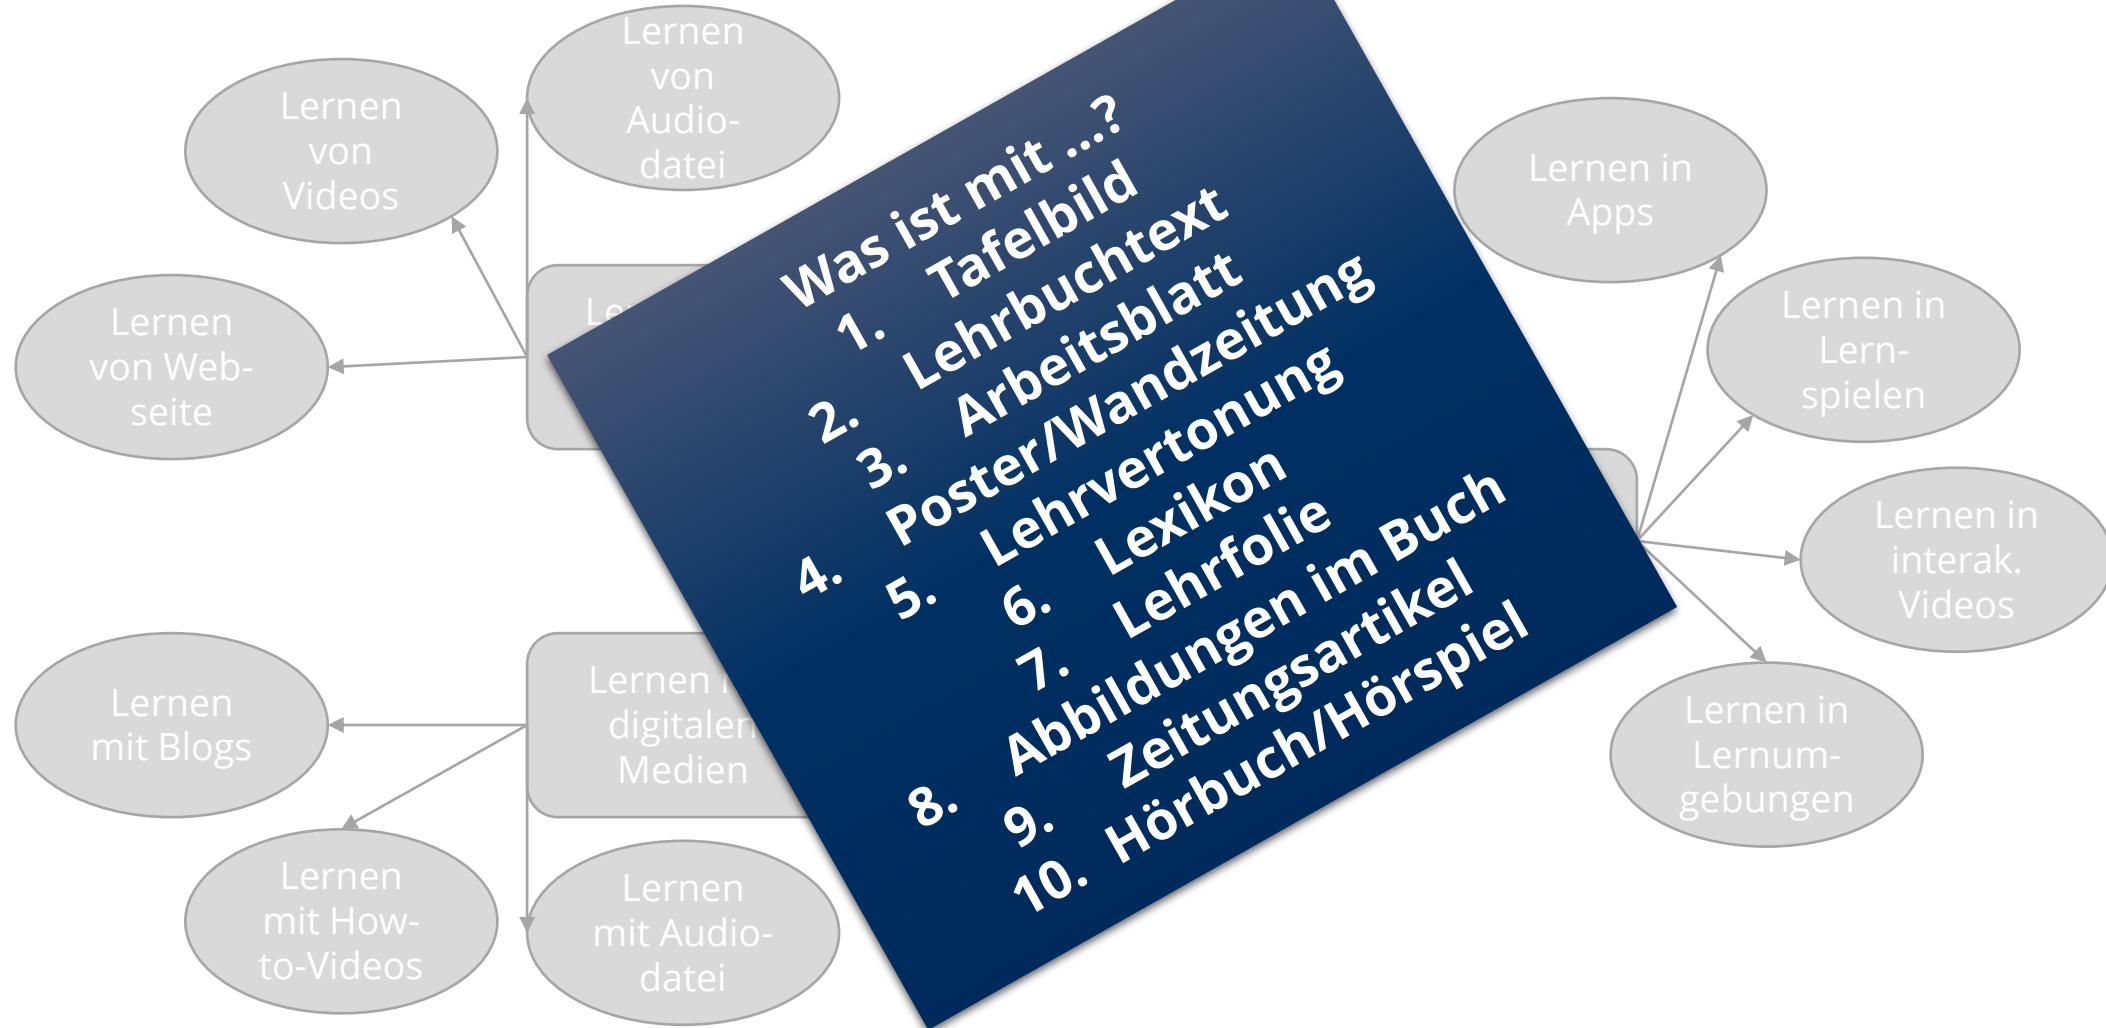 Lernen
von
Audio-
datei
Lernen
von
Videos
Lernen
von Web-
seite
Lernen
mit Blogs
Lernen
mit How-
to-Videos
Lernen
mit Audio-
datei
Lernen
digitalen
Medien
Was ist mit ...?
1. Tafelbild
2. Lehrbuchtext
3. Arbeitsblatt
4. Poster/Wandzeitung
5. Lehrvertonung
6. Lexikon
7. Lehrfolie
8. Abbildungen im Buch
9. Zeitungsartikel
10. Hörbuch/Hörspiel
Lernen in
Apps
Lernen in
Lern-
spielen
Lernen in
interak.
Videos
Lernen in
Lernum-
gebungen